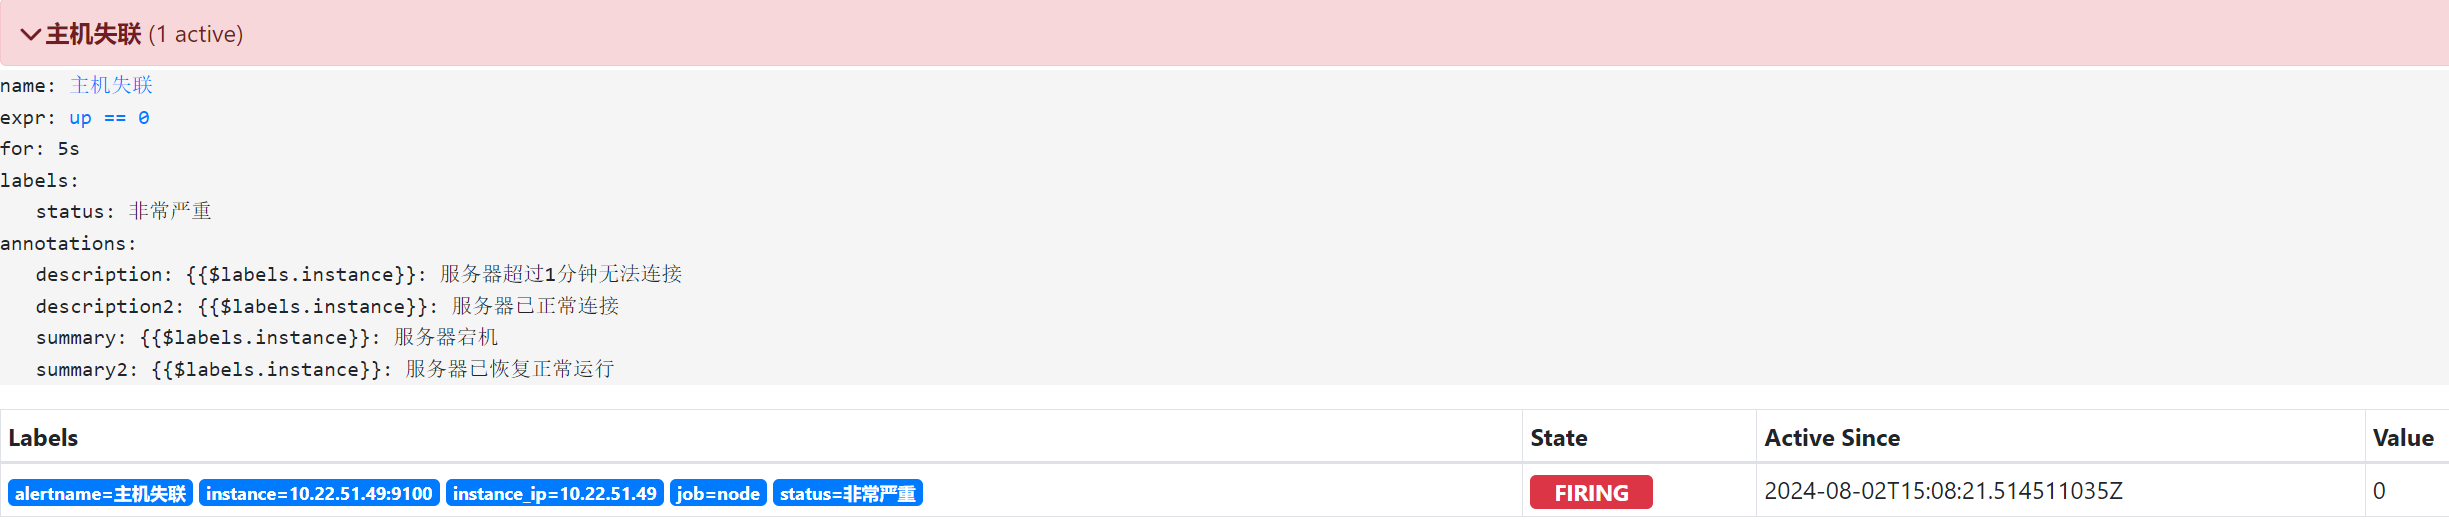 主机失联 (1 active)
name: 主机失联
expr: up == 0
for: 5s
labels:
status: 非常严重
annotations:
description: {{$labels.instance}}: 服务器超过1分钟无法连接
description2: {{$labels.instance}}: 服务器已正常连接
summary: {{$labels.instance}}: 服务器宕机
summary2: {{$labels.instance}}: 服务器已恢复正常运行
Labels State Active Since Value
alertname=主机失联 instance=10.22.51.49:9100 instance_ip=10.22.51.49 job=node status=非常严重 FIRING 2024-08-02T15:08:21.514511035Z 0